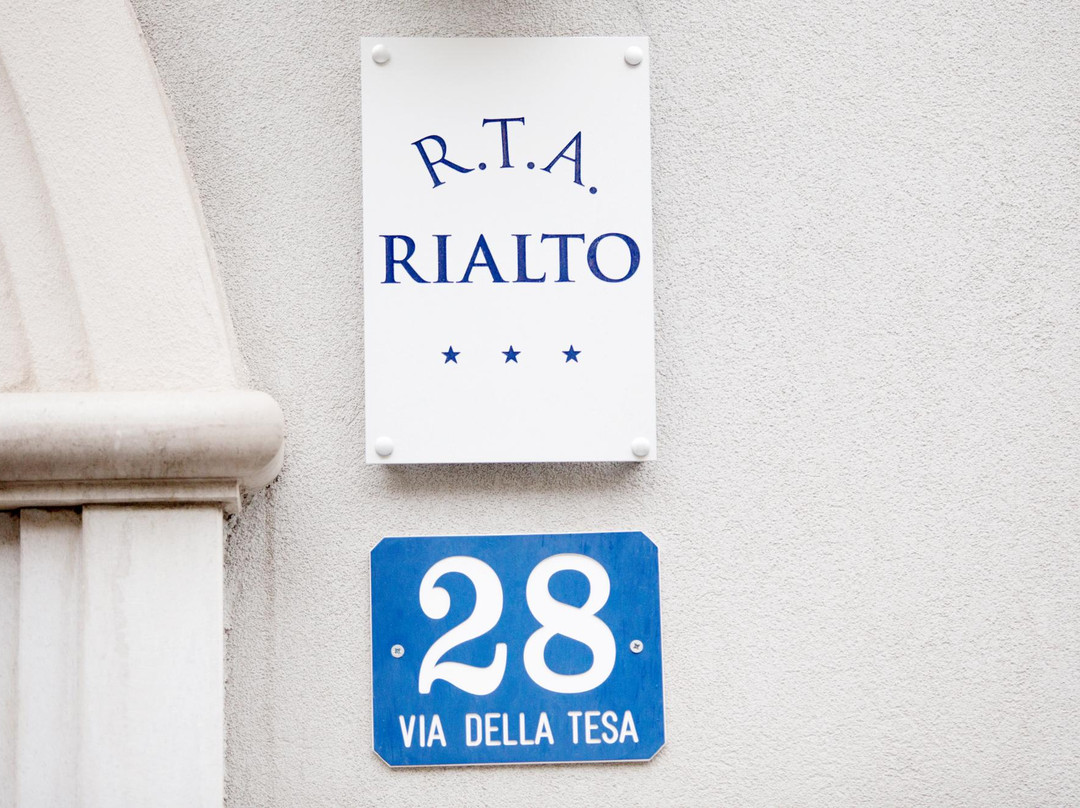 R.T.A.
RIALTO
★ ★ ★
28
VIA DELLA TESA